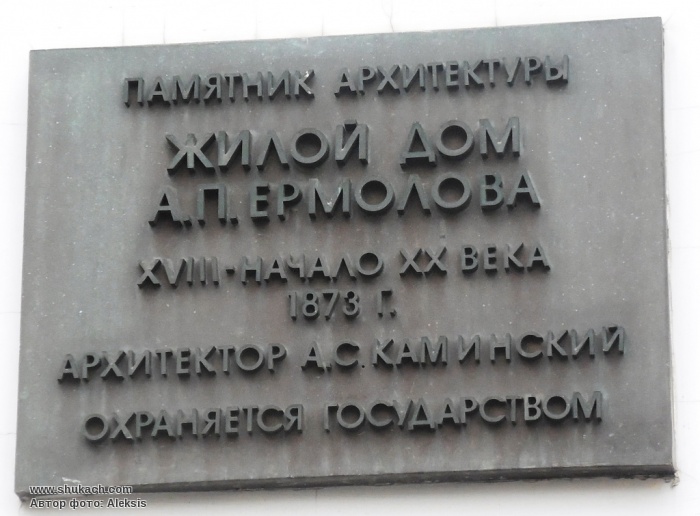 ПАМЯТНИК АРХИТЕКТУРЫ
ЖИЛОЙ ДОМ
А.П.ЕРМОЛОВА
XVIII-НАЧАЛО XX ВЕКА
1873 Г.
АРХИТЕКТОР А.С.КАМИНСКИЙ
ОХРАНЯЕТСЯ ГОСУДАРСТВОМ
www.shukach.com
Автор фото: Aleksis